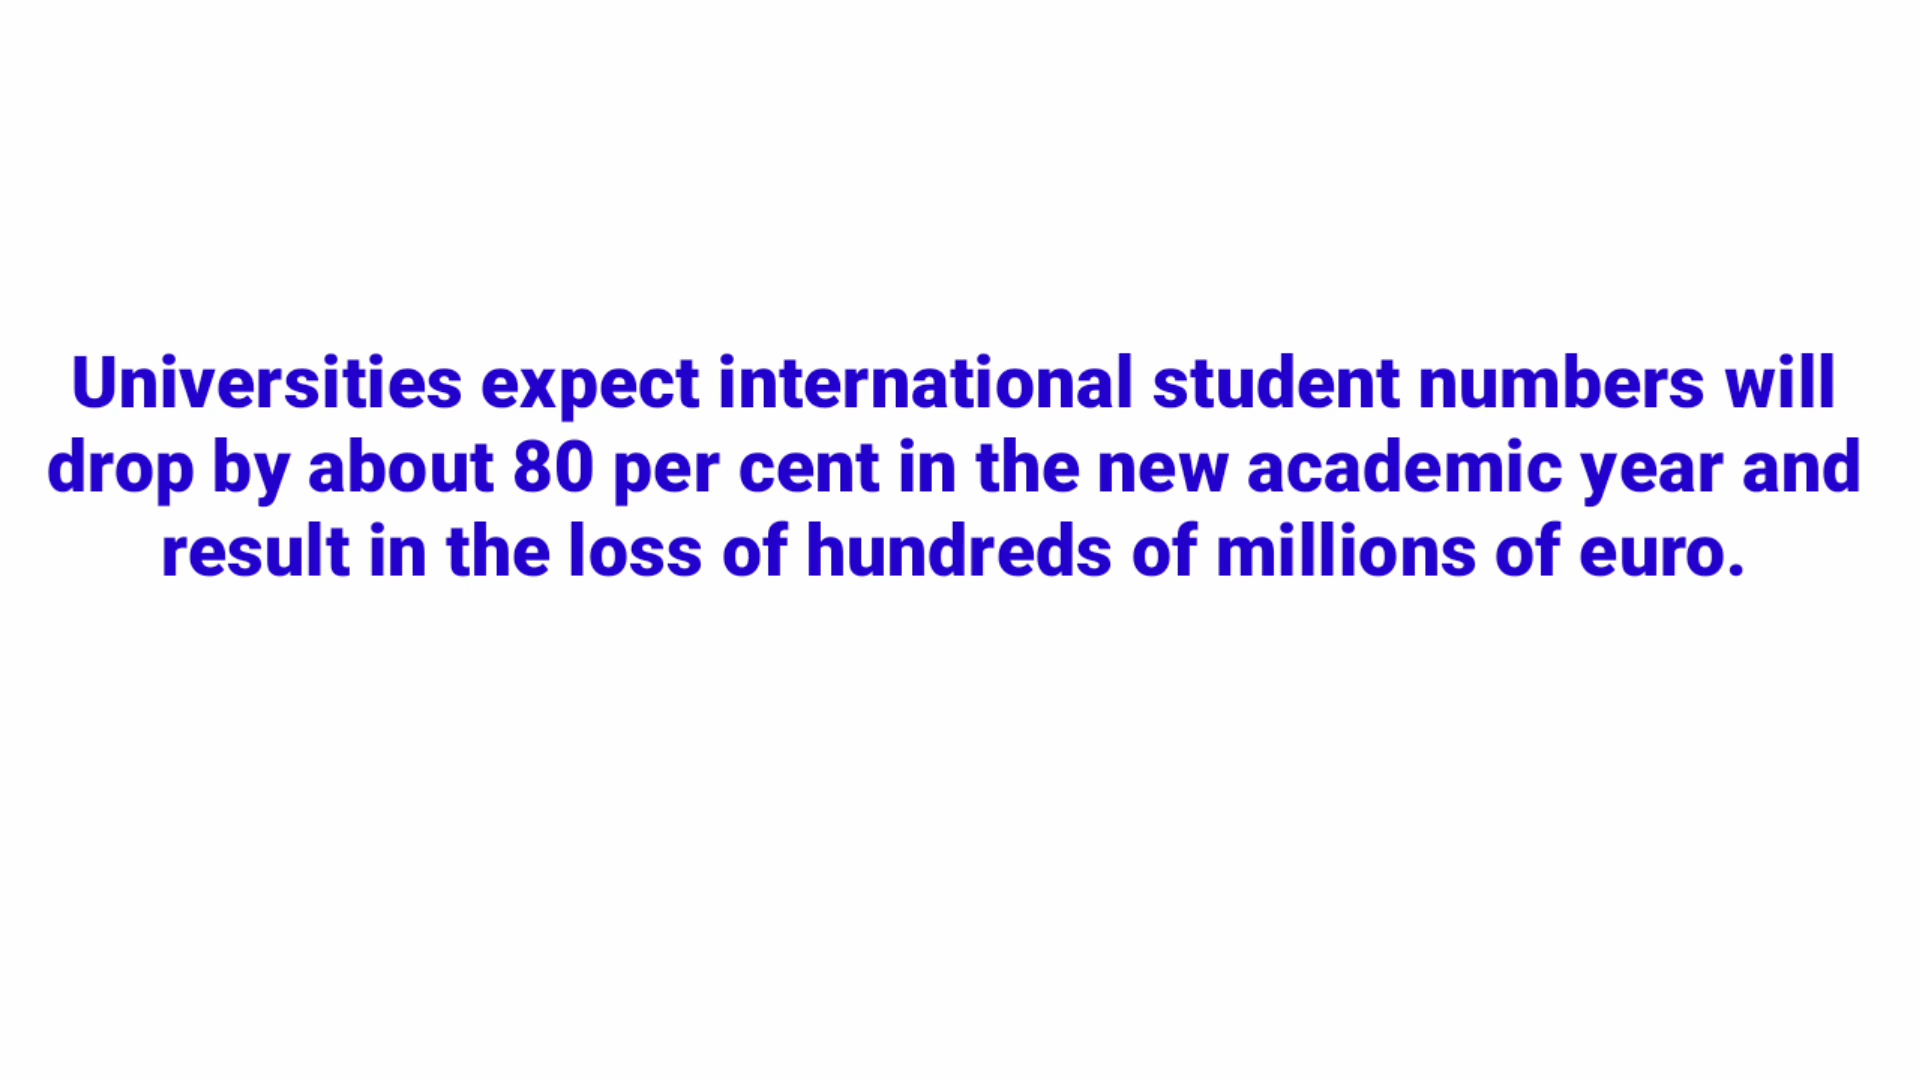 Universities expect international student numbers will
drop by about 80 per cent in the new academic year and
result in the loss of hundreds of millions of euro.